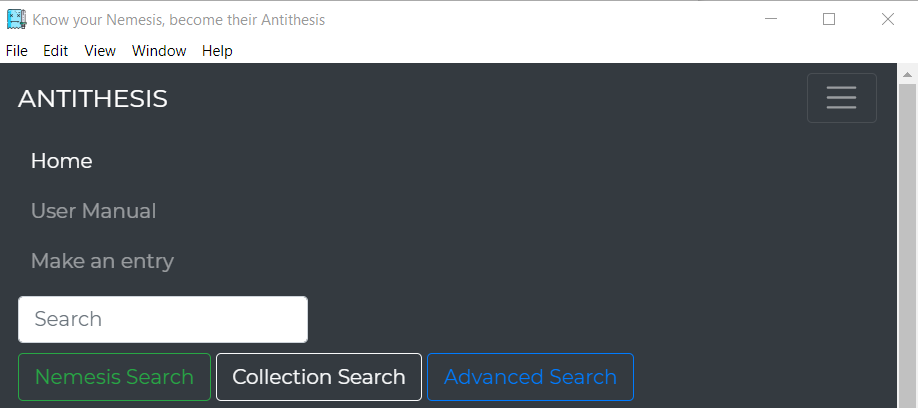 Know your Nemesis, become their Antithesis
File Edit View Window Help
ANTITHESIS
Home
User Manual
Make an entry
Search
Nemesis Search Collection Search Advanced Search